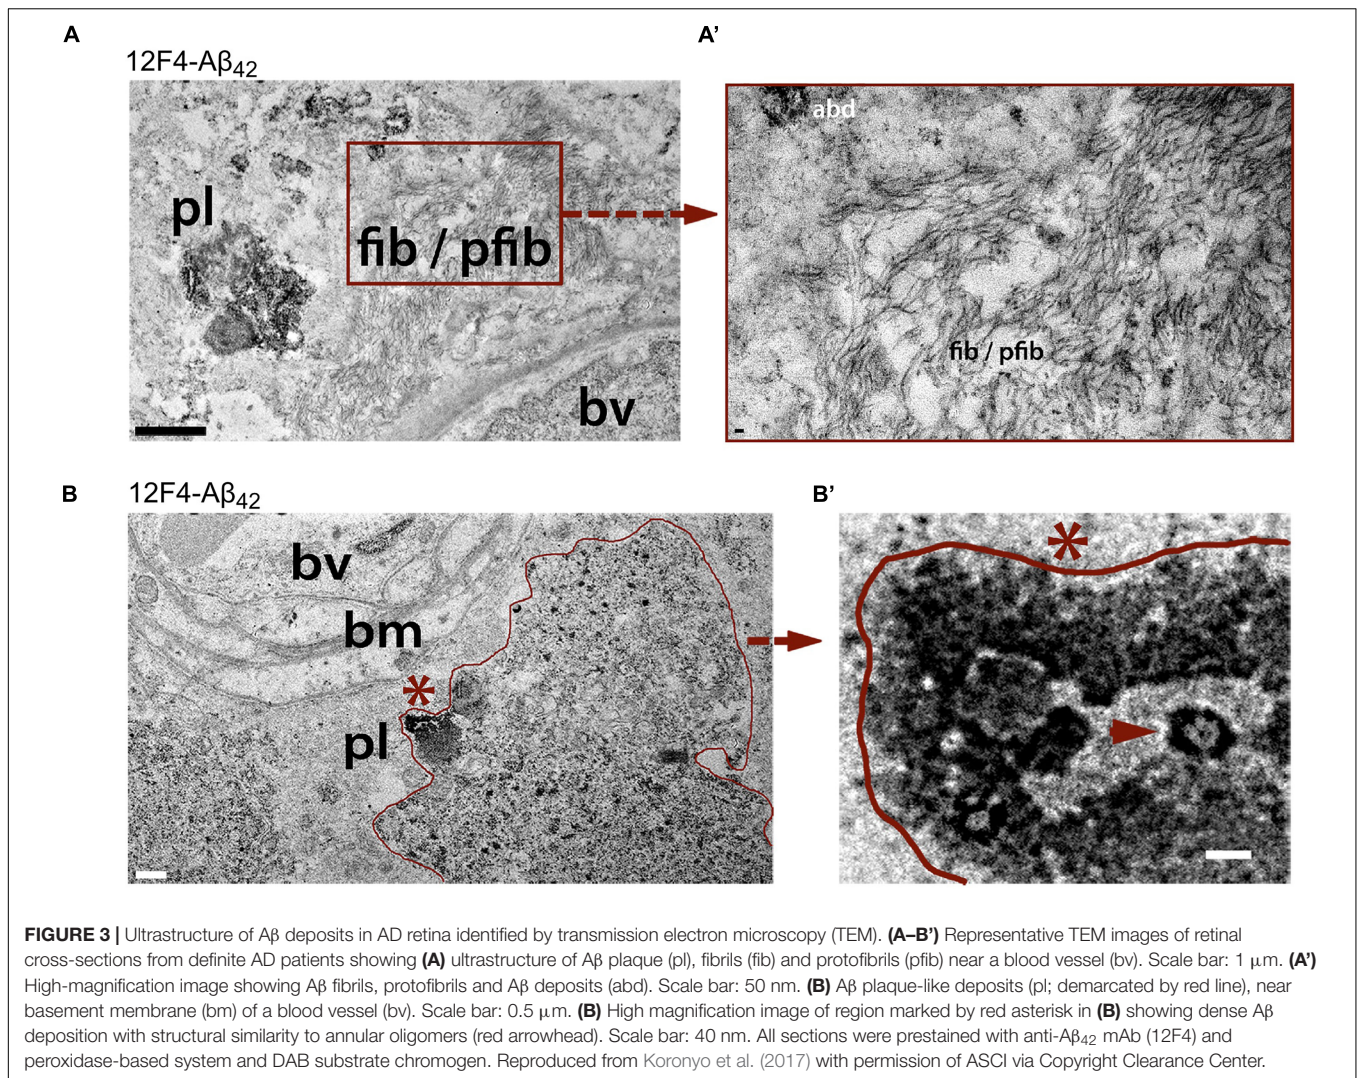 A
A’
12F4-Aβ42
abd
pl
fib / pfib
fib / pfib
bv
B
12F4-Aβ42
B’
*
bv
bm
*
pl
FIGURE 3 | Ultrastructure of Aβ deposits in AD retina identified by transmission electron microscopy (TEM). (A–B’) Representative TEM images of retinal
cross-sections from definite AD patients showing (A) ultrastructure of Aβ plaque (pl), fibrils (fib) and protofibrils (pfib) near a blood vessel (bv). Scale bar: 1 μm. (A’)
High-magnification image showing Aβ fibrils, protofibrils and Aβ deposits (abd). Scale bar: 50 nm. (B) Aβ plaque-like deposits (pl; demarcated by red line), near
basement membrane (bm) of a blood vessel (bv). Scale bar: 0.5 μm. (B) High magnification image of region marked by red asterisk in (B) showing dense Aβ
deposition with structural similarity to annular oligomers (red arrowhead). Scale bar: 40 nm. All sections were prestained with anti-Aβ42 mAb (12F4) and
peroxidase-based system and DAB substrate chromogen. Reproduced from Koronyo et al. (2017) with permission of ASCI via Copyright Clearance Center.